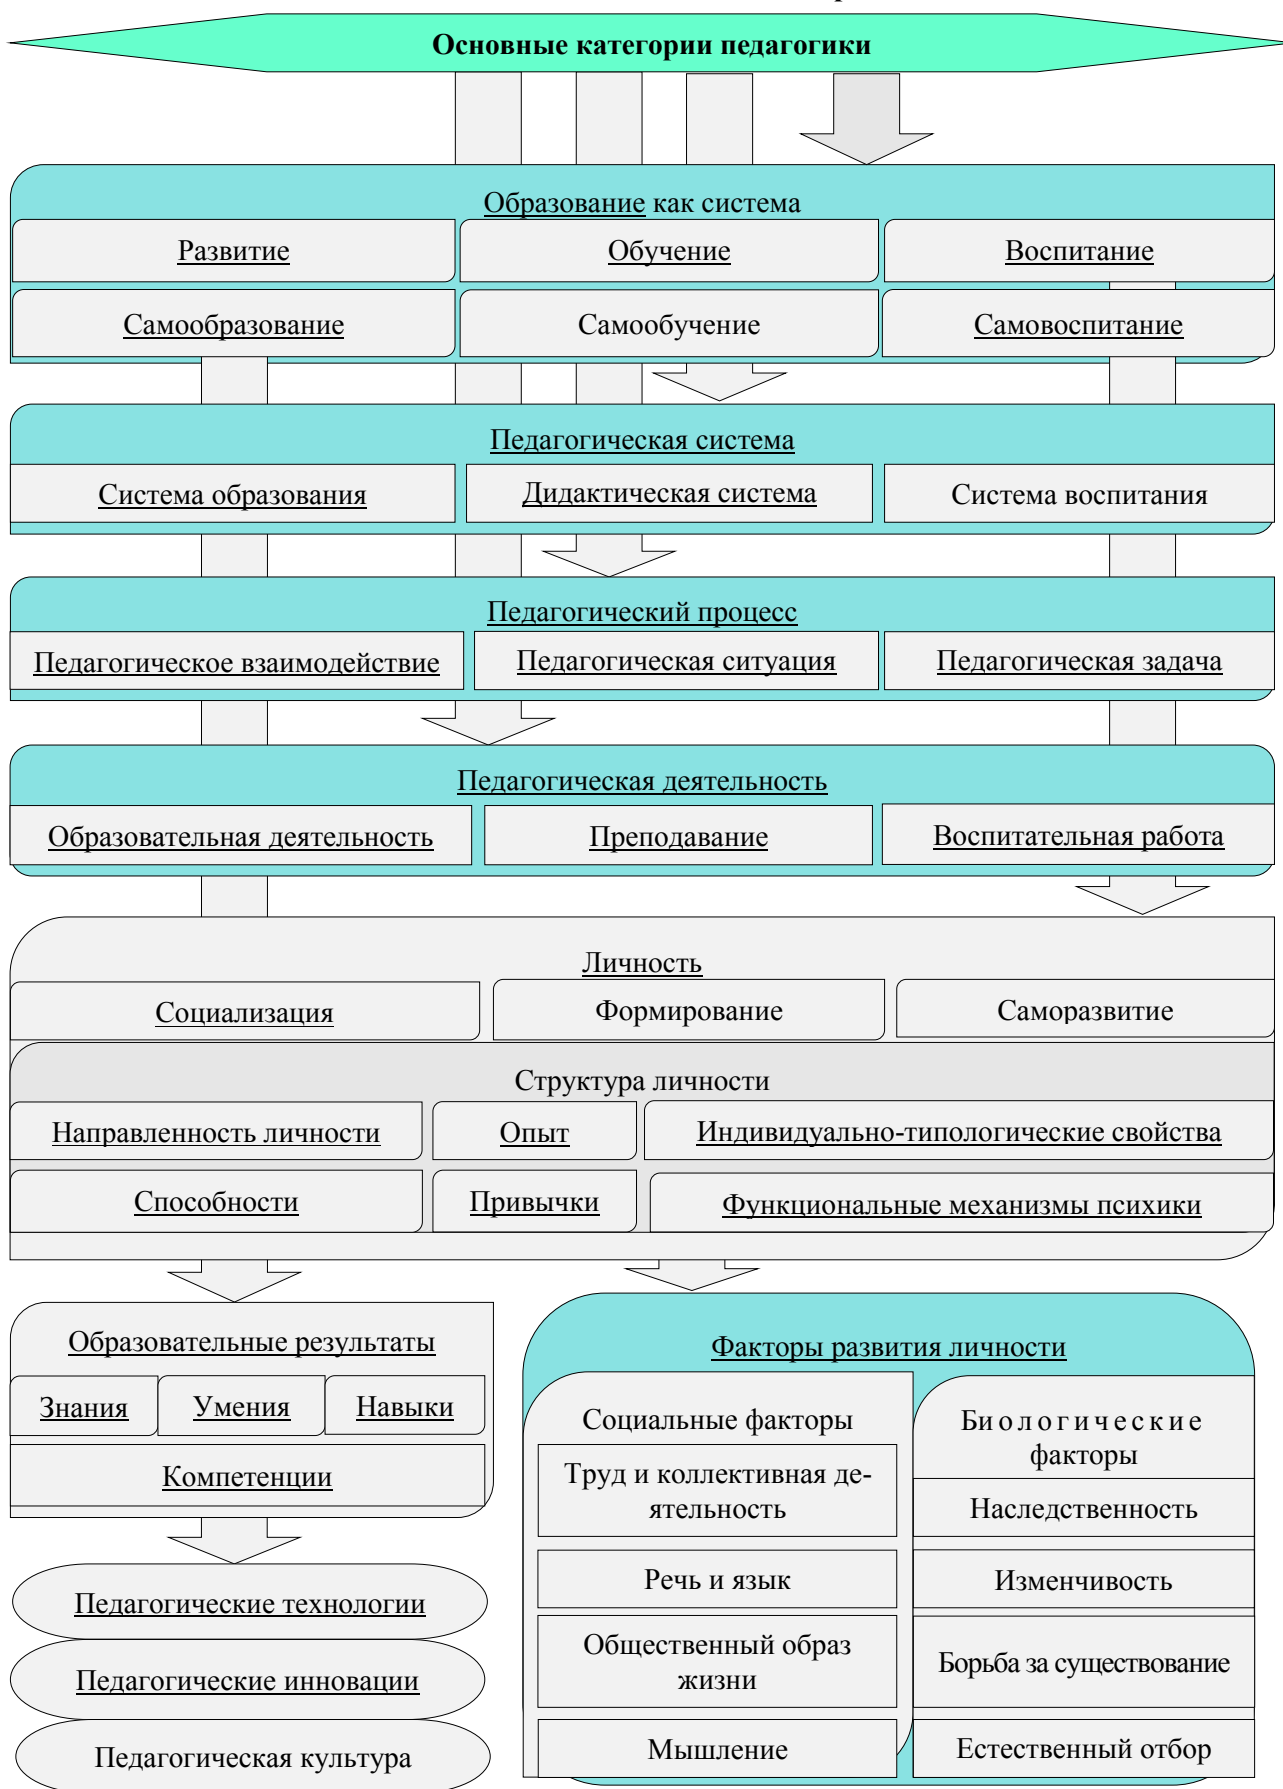 Основные категории педагогики
Образование как система
Развитие
Обучение
Воспитание
Самообразование
Самообучение
Самовоспитание
Педагогическая система
Система образования
Дидактическая система
Система воспитания
Педагогический процесс
Педагогическое взаимодействие
Педагогическая ситуация
Педагогическая задача
Педагогическая деятельность
Образовательная деятельность
Преподавание
Воспитательная работа
Личность
Социализация
Формирование
Саморазвитие
Структура личности
Направленность личности
Опыт
Индивидуально-типологические свойства
Способности
Привычки
Функциональные механизмы психики
Образовательные результаты
Знания
Умения
Навыки
Компетенции
Педагогические технологии
Педагогические инновации
Педагогическая культура
Факторы развития личности
Социальные факторы
Труд и коллективная де-
ятельность
Речь и язык
Общественный образ
жизни
Мышление
Биологические
факторы
Наследственность
Изменчивость
Борьба за существование
Естественный отбор